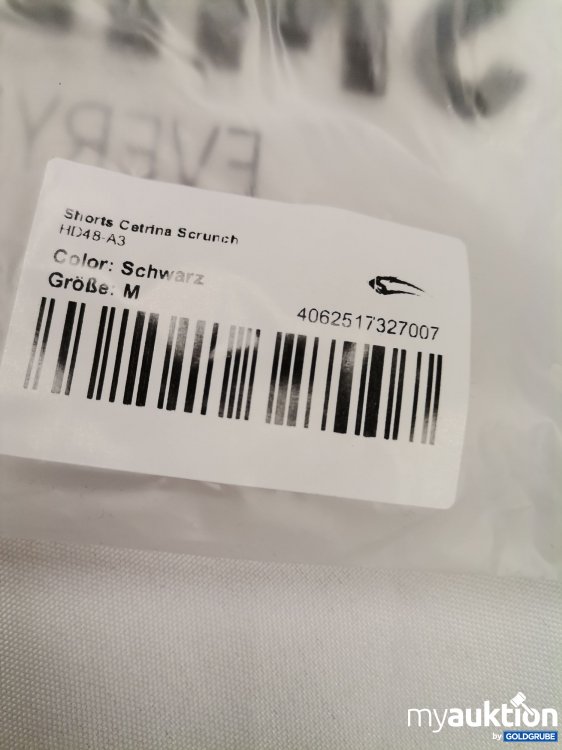 EVERY
Shorts Cetrina Scrunch
HD48-A3
Color: Schwarz
Größe: M
4062517327007
myauktion
by GOLDGRUBE